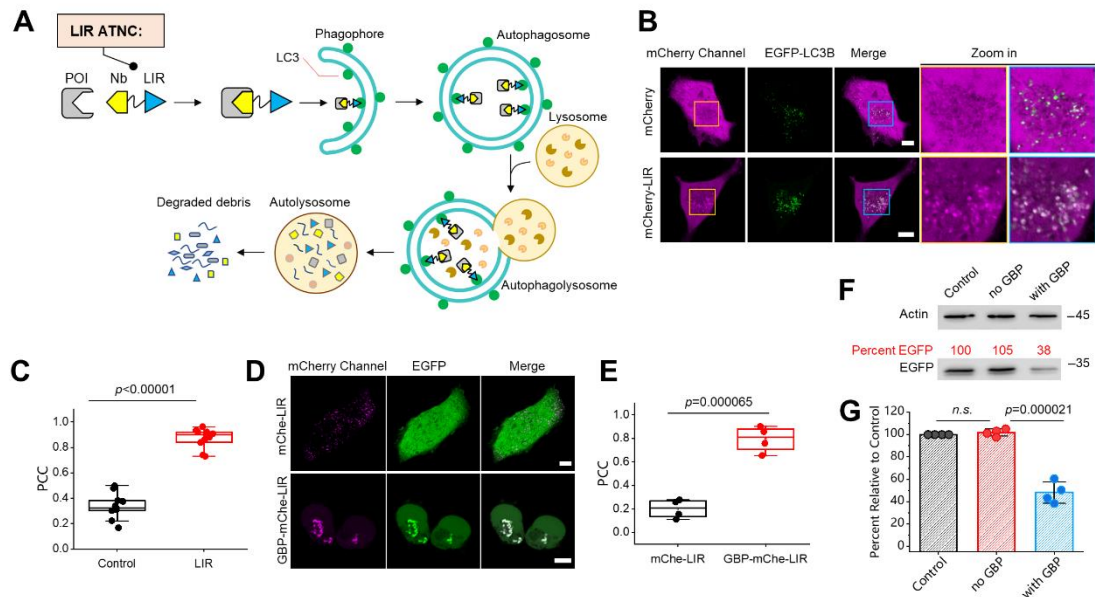 A
LIR ATNC:
POI Nb LIR
LC3
Phagophore
Autophagosome
Lysosome
Autophagolysosome
Autolysosome
Degraded debris
B
mCherry Channel EGFP-LC3B Merge Zoom in
mCherry
mCherry-LIR
C
p<0.00001
PCC
1.0
0.8
0.6
0.4
0.2
0.0
Control LIR
D
mCherry Channel EGFP Merge
mChe-LIR
GBP-mChe-LIR
E
p=0.000065
PCC
1.0
0.8
0.6
0.4
0.2
0.0
mChe-LIR GBP-mChe-LIR
F
Control no GBP with GBP
Actin –45
Percent EGFP 100 105 38
EGFP –35
G
n.s. p=0.000021
Percent Relative to Control
120
100
80
60
40
20
0
Control no GBP with GBP